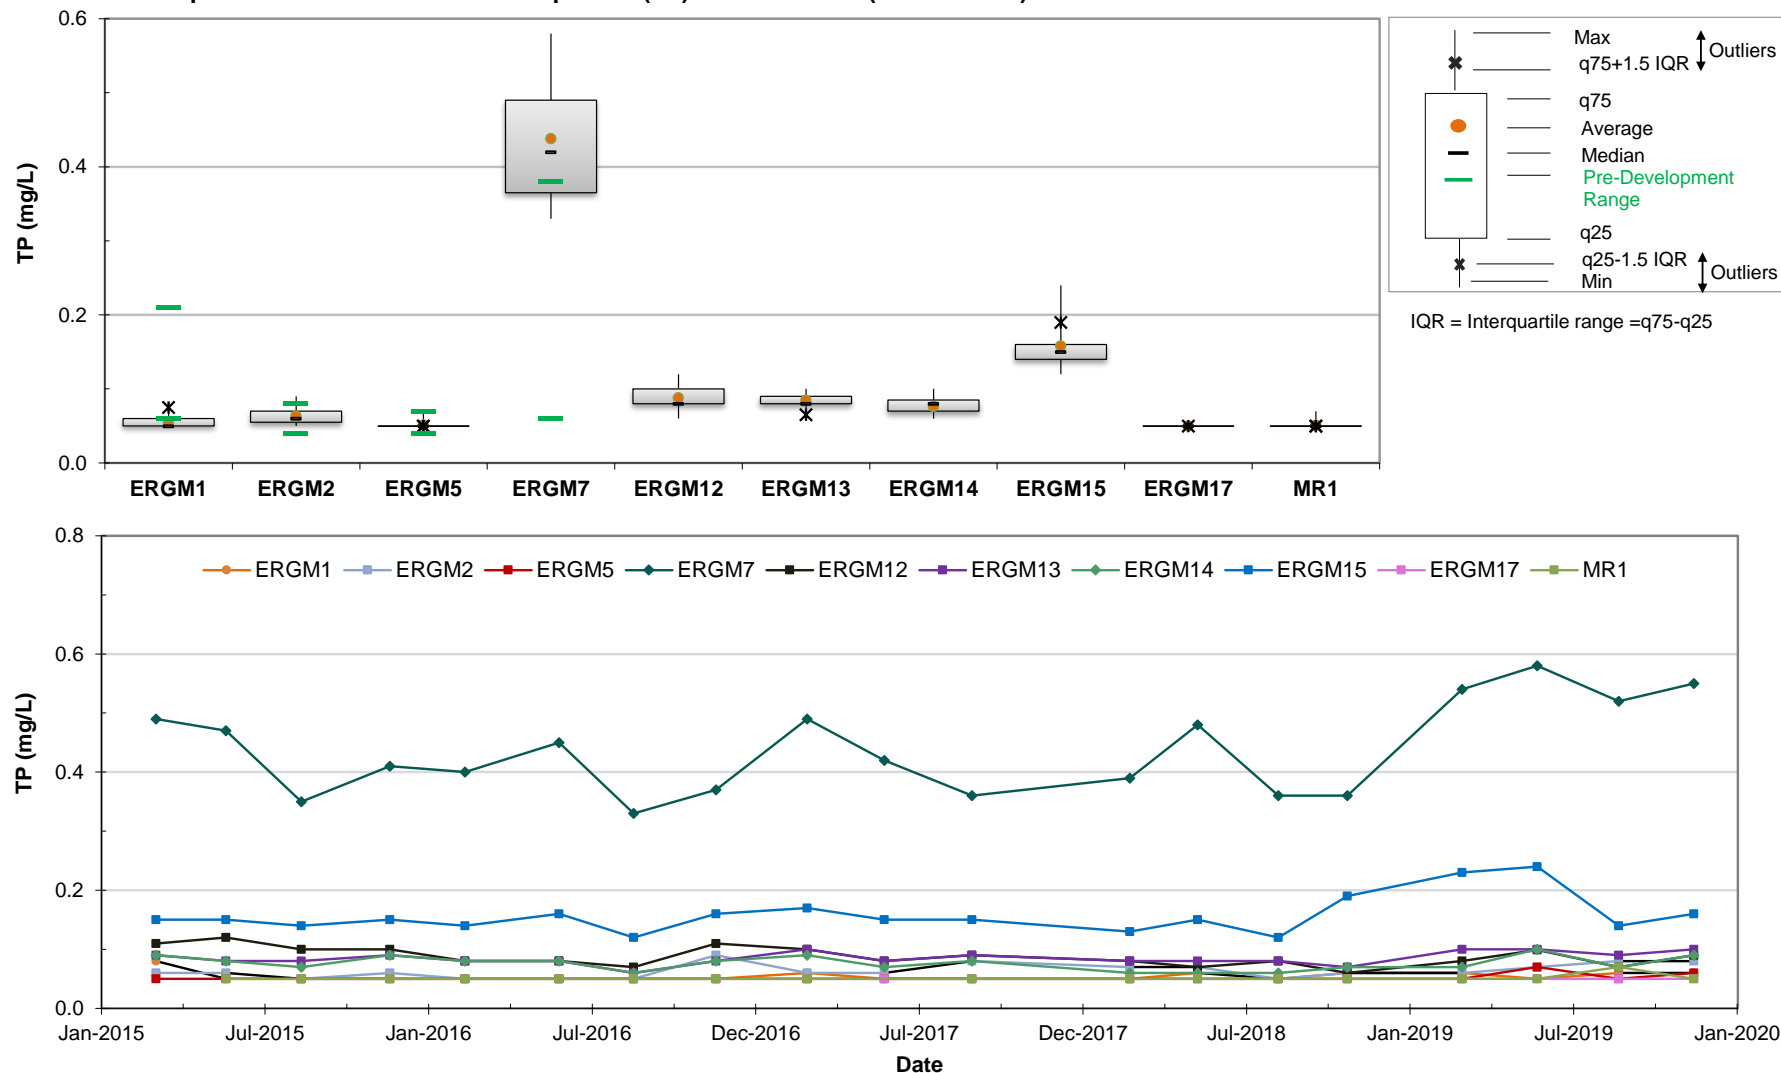 0.6
0.4
0.2
0.0
TP (mg/L)
ERGM1 ERGM2 ERGM5 ERGM7 ERGM12 ERGM13 ERGM14 ERGM15 ERGM17 MR1
Max
q75+1.5 IQR
Outliers
q75
Average
Median
Pre-Development
Range
q25
q25-1.5 IQR
Min
Outliers
IQR = Interquartile range =q75-q25
0.8
0.6
0.4
0.2
0.0
TP (mg/L)
ERGM1 ERGM2 ERGM5 ERGM7 ERGM12 ERGM13 ERGM14 ERGM15 ERGM17 MR1
Jan-2015 Jul-2015 Jan-2016 Jul-2016 Dec-2016 Jul-2017 Dec-2017 Jul-2018 Jan-2019 Jul-2019 Jan-2020
Date